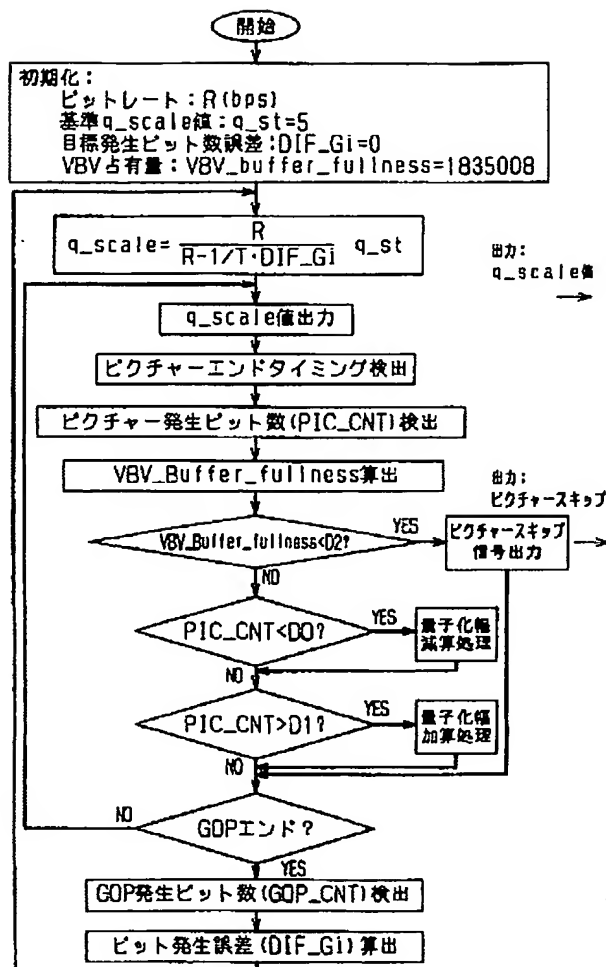 開始
初期化：
ビットレート：R(bps)
基準q_scale値：q_st=5
目標発生ビット数誤差：DIF_Gi=0
VBV占有量：VBV_buffer_fullness=1835008
q_scale= R
R-1/T・DIF_Gi q_st
出力：
q_scale値
q_scale値出力
ピクチャーエンドタイミング検出
ピクチャー発生ビット数(PIC_CNT)検出
VBV_Buffer_fullness算出
出力：
ピクチャースキップ
VBV_Buffer_fullness<D2?
YES
ピクチャースキップ
信号出力
NO
PIC_CNT<D0?
YES
量子化幅
減算処理
NO
PIC_CNT>D1?
YES
量子化幅
加算処理
NO
NO
GOPエンド？
YES
GOP発生ビット数(GOP_CNT)検出
ビット発生誤差(DIF_Gi)算出